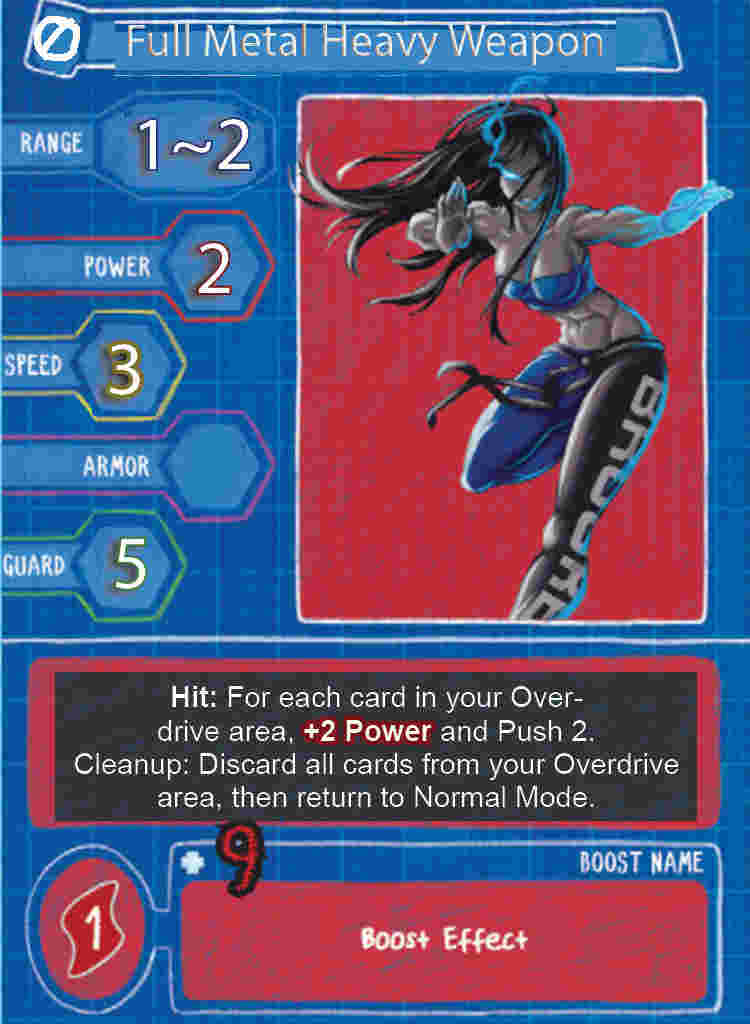 0 Full Metal Heavy Weapon
RANGE 1~2
POWER 2
SPEED 3
ARMOR
GUARD 5
Hit: For each card in your Over-
drive area, +2 Power and Push 2.
Cleanup: Discard all cards from your Overdrive
area, then return to Normal Mode.
9
BOOST NAME
1
Boost Effect